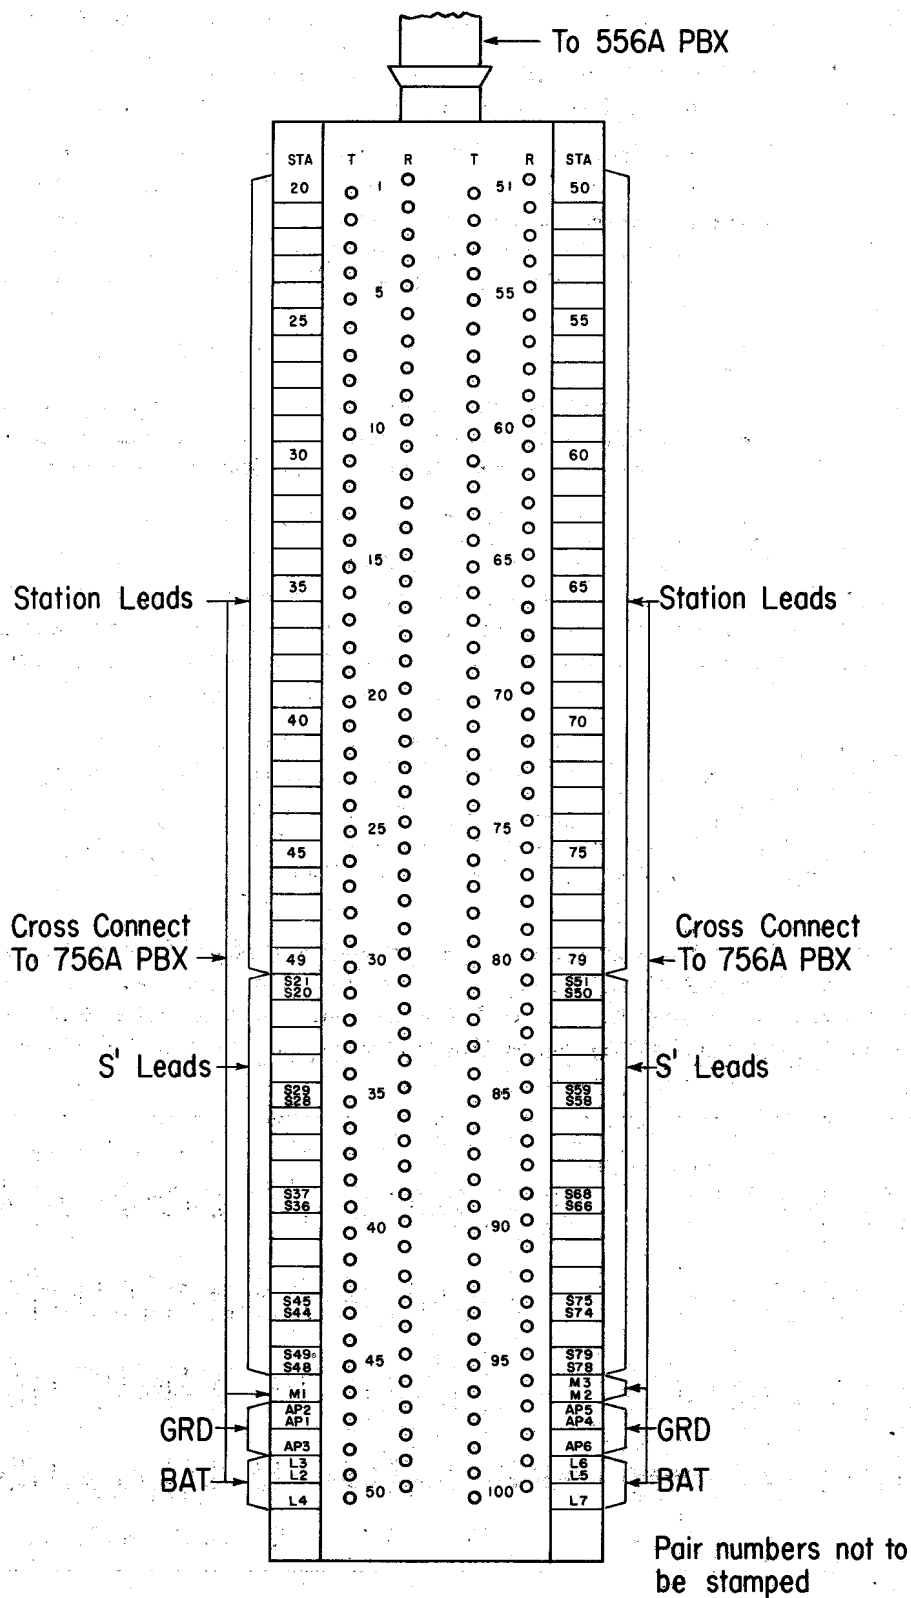 To 556A PBX
STA T R T R STA
20 1 51 50
5 55
25 55
10 60
30 60
15 65
35 65
Station Leads Station Leads
20 70
40 70
25 75
45 75
Cross Connect Cross Connect
To 756A PBX To 756A PBX
49 30 80 79
S21 S51
S20 S50
S' Leads S' Leads
S29 35 85 S59
S28 S58
S37 S68
S36 S66
40 90
S45 S75
S44 S74
S49 45 95 S79
S48 S78
M3
M1 M2
AP2 AP5
AP1 AP4
GRD GRD
AP3 AP6
L3 L6
L2 L5
BAT BAT
L4 50 100 L7
Pair numbers not to
be stamped